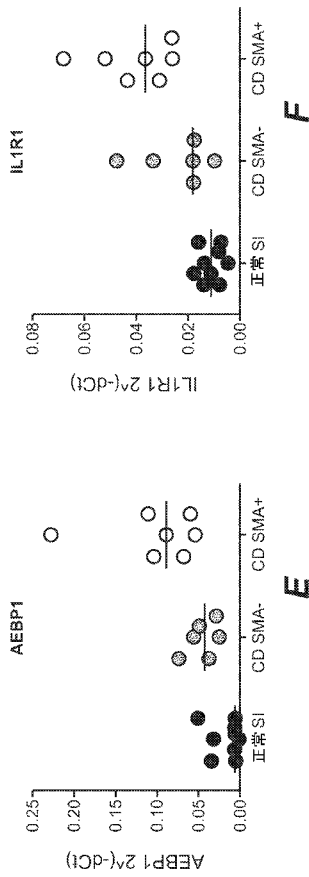 AEBP1
AEBP1 2^(-dCt)
0.25
0.20
0.15
0.10
0.05
0.00
正常 SI
CD SMA-
CD SMA+
E
IL1R1
IL1R1 2^(-dCt)
0.08
0.06
0.04
0.02
0.00
正常 SI
CD SMA-
CD SMA+
F